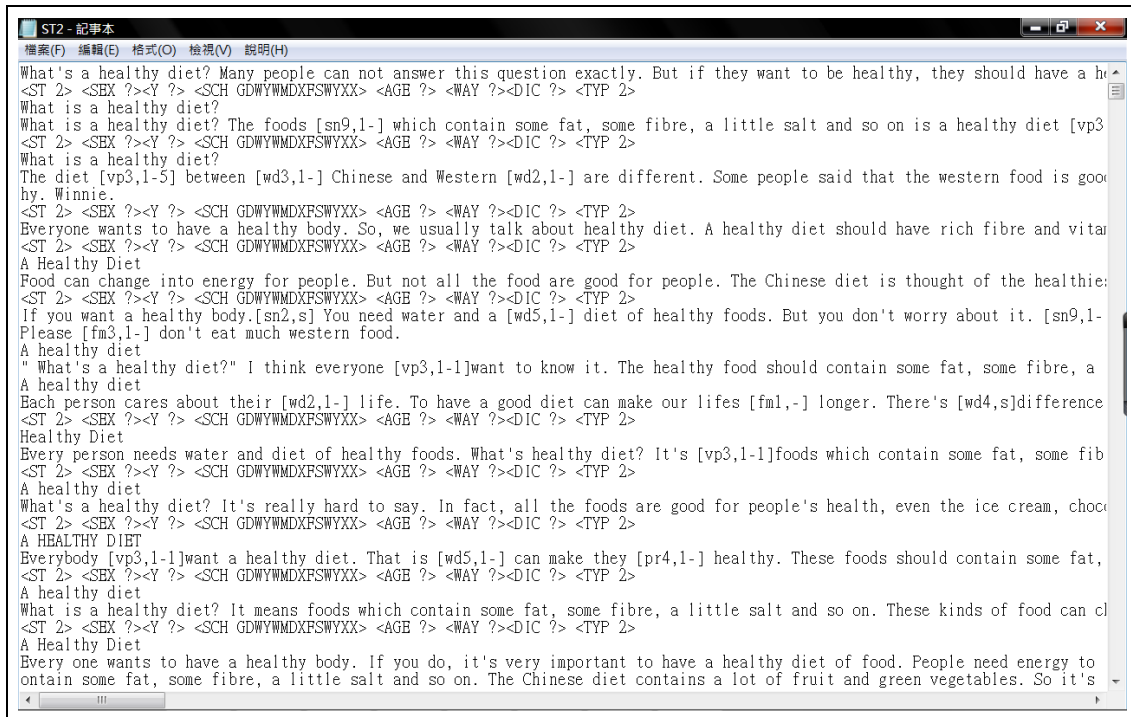 ST2 - 記事本
檔案(F) 編輯(E) 格式(O) 檢視(V) 說明(H)
What's a healthy diet? Many people can not answer this question exactly. But if they want to be healthy, they should have a
<ST 2> <SEX ?><Y ?> <SCH GDWYWMDXFSWYXX> <AGE ?> <WAY ?><DIC ?> <TYP 2>
What is a healthy diet?
What is a healthy diet? The foods [sn9,1-] which contain some fat, some fibre, a little salt and so on is a healthy diet [vp3
<ST 2> <SEX ?><Y ?> <SCH GDWYWMDXFSWYXX> <AGE ?> <WAY ?><DIC ?> <TYP 2>
What is a healthy diet?
The diet [vp3,1-5] between [wd3,1-] Chinese and Western [wd2,1-] are different. Some people said that the western food is
hy. Winnie.
<ST 2> <SEX ?><Y ?> <SCH GDWYWMDXFSWYXX> <AGE ?> <WAY ?><DIC ?> <TYP 2>
Everyone wants to have a healthy body. So, we usually talk about healthy diet. A healthy diet should have rich fibre and
<ST 2> <SEX ?><Y ?> <SCH GDWYWMDXFSWYXX> <AGE ?> <WAY ?><DIC ?> <TYP 2>
A Healthy Diet
Food can change into energy for people. But not all the food are good for people. The Chinese diet is thought of the
<ST 2> <SEX ?><Y ?> <SCH GDWYWMDXFSWYXX> <AGE ?> <WAY ?><DIC ?> <TYP 2>
If you want a healthy body.[sn2,s] You need water and a [wd5,1-] diet of healthy foods. But you don't worry about it. [sn9,1-
Please [fm3,1-] don't eat much western food.
A healthy diet
" What's a healthy diet?" I think everyone [vp3,1-1]want to know it. The healthy food should contain some fat, some fibre, a
A healthy diet
Each person cares about their [wd2,1-] life. To have a good diet can make our lifes [fm1,-] longer. There's [wd4,s]difference
<ST 2> <SEX ?><Y ?> <SCH GDWYWMDXFSWYXX> <AGE ?> <WAY ?><DIC ?> <TYP 2>
Healthy Diet
Every person needs water and diet of healthy foods. What's healthy diet? It's [vp3,1-1]foods which contain some fat, some fib
<ST 2> <SEX ?><Y ?> <SCH GDWYWMDXFSWYXX> <AGE ?> <WAY ?><DIC ?> <TYP 2>
A healthy diet
What's a healthy diet? It's really hard to say. In fact, all the foods are good for people's health, even the ice cream,
<ST 2> <SEX ?><Y ?> <SCH GDWYWMDXFSWYXX> <AGE ?> <WAY ?><DIC ?> <TYP 2>
A HEALTHY DIET
Everybody [vp3,1-1]want a healthy diet. That is [wd5,1-] can make they [pr4,1-] healthy. These foods should contain some fat,
<ST 2> <SEX ?><Y ?> <SCH GDWYWMDXFSWYXX> <AGE ?> <WAY ?><DIC ?> <TYP 2>
A healthy diet
What is a healthy diet? It means foods which contain some fat, some fibre, a little salt and so on. These kinds of food can
<ST 2> <SEX ?><Y ?> <SCH GDWYWMDXFSWYXX> <AGE ?> <WAY ?><DIC ?> <TYP 2>
A Healthy Diet
Every one wants to have a healthy body. If you do, it's very important to have a healthy diet of food. People need energy to
ontain some fat, some fibre, a little salt and so on. The Chinese diet contains a lot of fruit and green vegetables. So it's